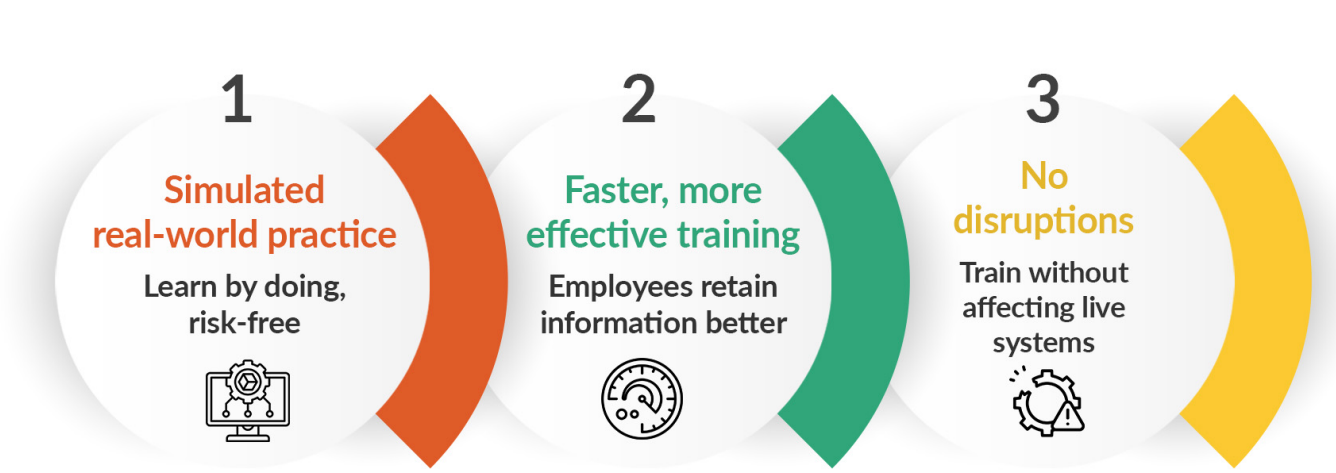 1
Simulated
real-world practice
Learn by doing,
risk-free
2
Faster, more
effective training
Employees retain
information better
3
No
disruptions
Train without
affecting live
systems